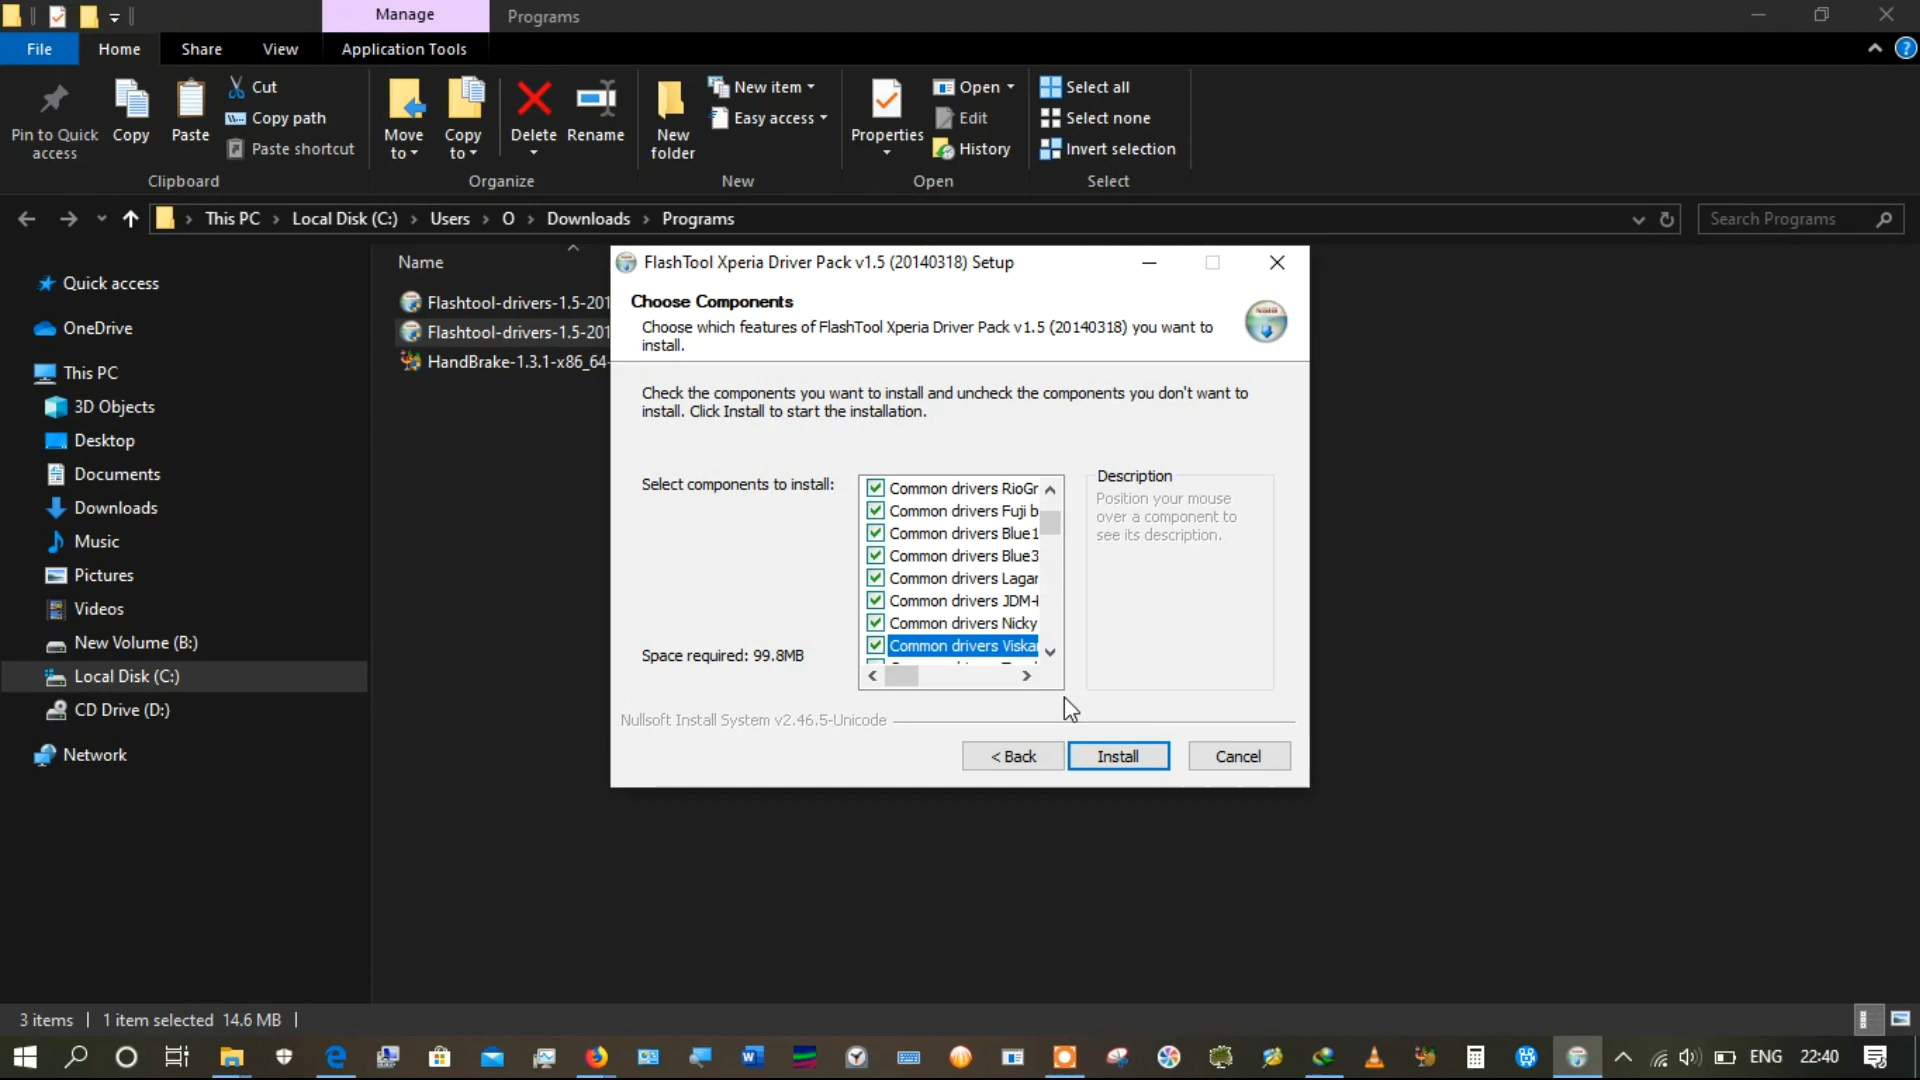 Manage
Programs
File
Home
Share
View
Application Tools
Pin to Quick
access
Copy
Paste
Cut
Copy path
Paste shortcut
Clipboard
Move
to
Copy
to
Delete
Rename
Organize
New
folder
New item
Easy access
New
Properties
Open
Edit
History
Open
Select all
Select none
Invert selection
Select
This PC
Local Disk (C:)
Users
O
Downloads
Programs
Search Programs
Quick access
OneDrive
This PC
3D Objects
Desktop
Documents
Downloads
Music
Pictures
Videos
New Volume (B:)
Local Disk (C:)
CD Drive (D:)
Network
Name
Flashtool-drivers-1.5-201
Flashtool-drivers-1.5-201
HandBrake-1.3.1-x86_64-
FlashTool Xperia Driver Pack v1.5 (20140318) Setup
Choose Components
Choose which features of FlashTool Xperia Driver Pack v1.5 (20140318) you want to
install.
Check the components you want to install and uncheck the components you don't want to
install. Click Install to start the installation.
Select components to install:
Common drivers RioGr
Common drivers Fuji b
Common drivers Blue1
Common drivers Blue3
Common drivers Lagan
Common drivers JDM-
Common drivers Nicky
Common drivers Viska
Space required: 99.8MB
Description
Position your mouse
over a component to
see its description.
Nullsoft Install System v2.46.5-Unicode
< Back
Install
Cancel
3 items
1 item selected 14.6 MB
ENG
22:40